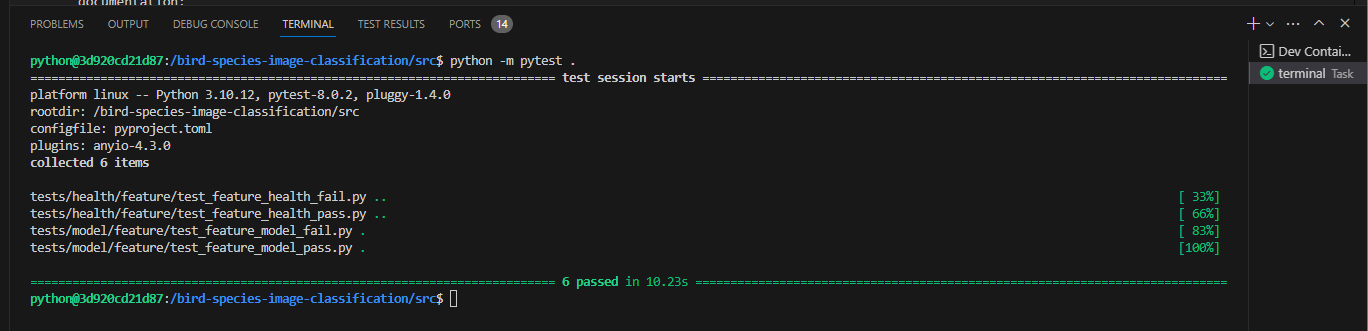 documentation:
PROBLEMS OUTPUT DEBUG CONSOLE TERMINAL TEST RESULTS PORTS 14
python@3d920cd21d87:/bird-species-image-classification/src$ python -m pytest .
Dev Contai...
============================ test session starts ============================
terminal Task
platform linux -- Python 3.10.12, pytest-8.0.2, pluggy-1.4.0
rootdir: /bird-species-image-classification/src
configfile: pyproject.toml
plugins: anyio-4.3.0
collected 6 items
tests/health/feature/test_feature_health_fail.py .. [ 33%]
tests/health/feature/test_feature_health_pass.py .. [ 66%]
tests/model/feature/test_feature_model_fail.py . [ 83%]
tests/model/feature/test_feature_model_pass.py . [100%]
============================ 6 passed in 10.23s ============================
python@3d920cd21d87:/bird-species-image-classification/src$